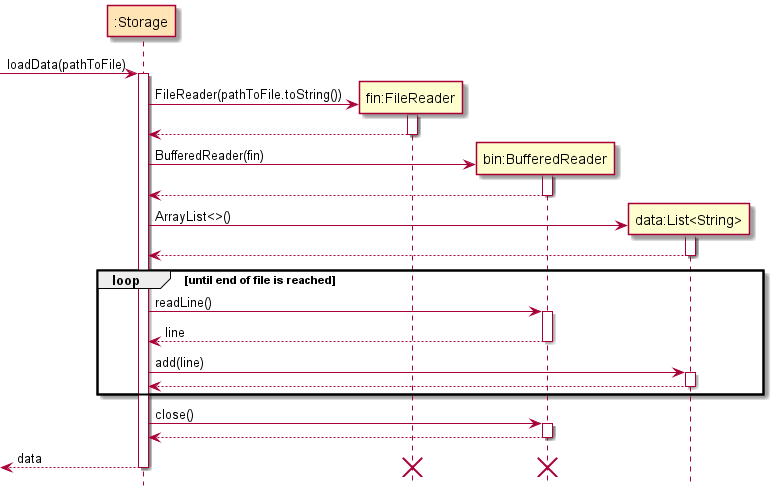 :Storage
loadData(pathToFile)
FileReader(pathToFile.toString())
fin:FileReader
BufferedReader(fin)
bin:BufferedReader
ArrayList<>()
data:List<String>
loop [until end of file is reached]
readLine()
line
add(line)
close()
data